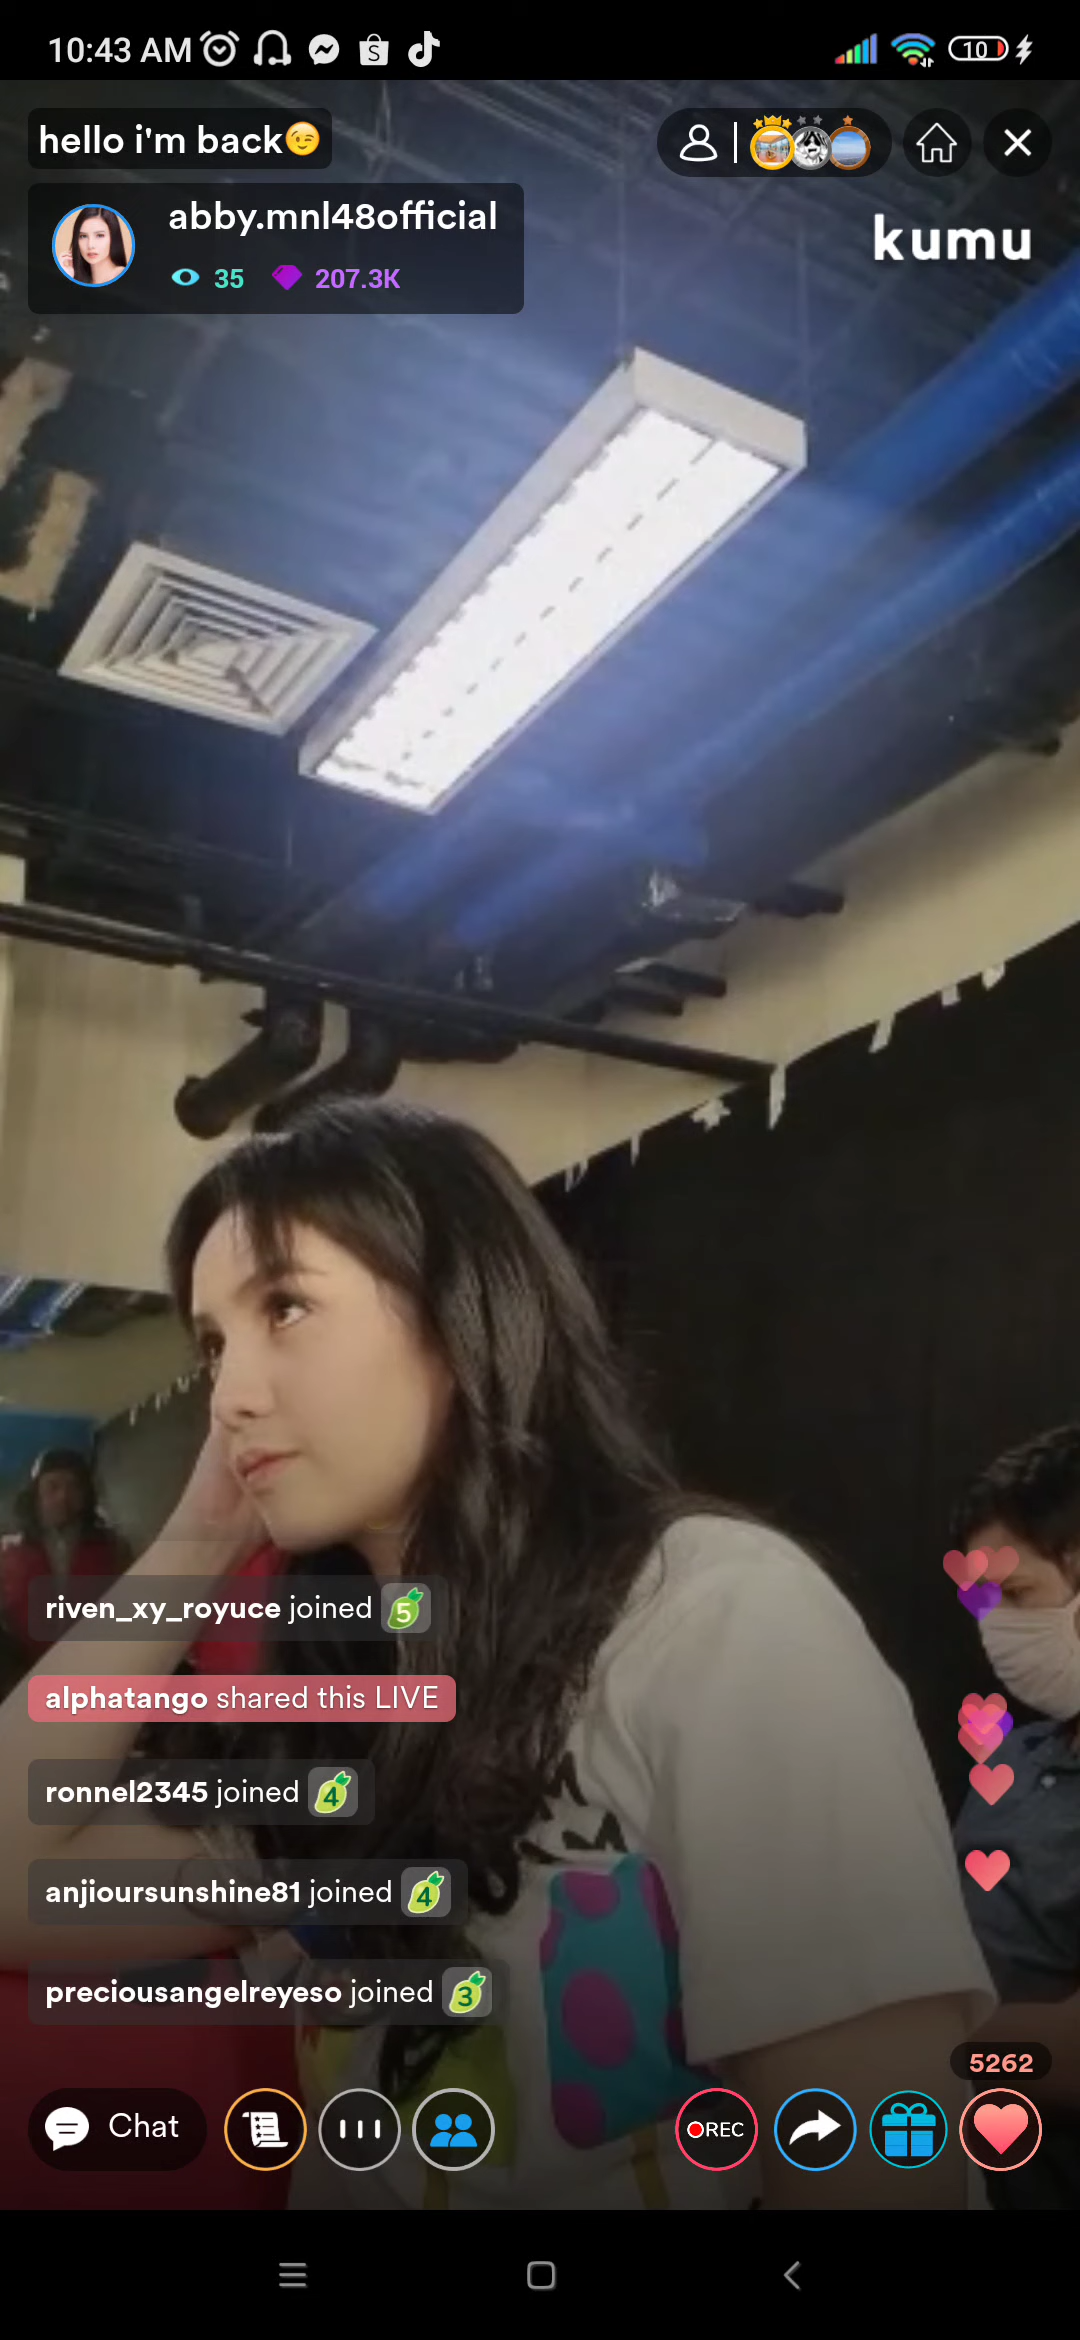 10:43 AM
10
hello i'm back😉
abby.mnl48official
35 207.3K
kumu
riven_xy_royuce joined 5
alphatango shared this LIVE
ronnel2345 joined 4
anjioursunshine81 joined 4
preciousangelreyeso joined 3
5262
Chat
REC